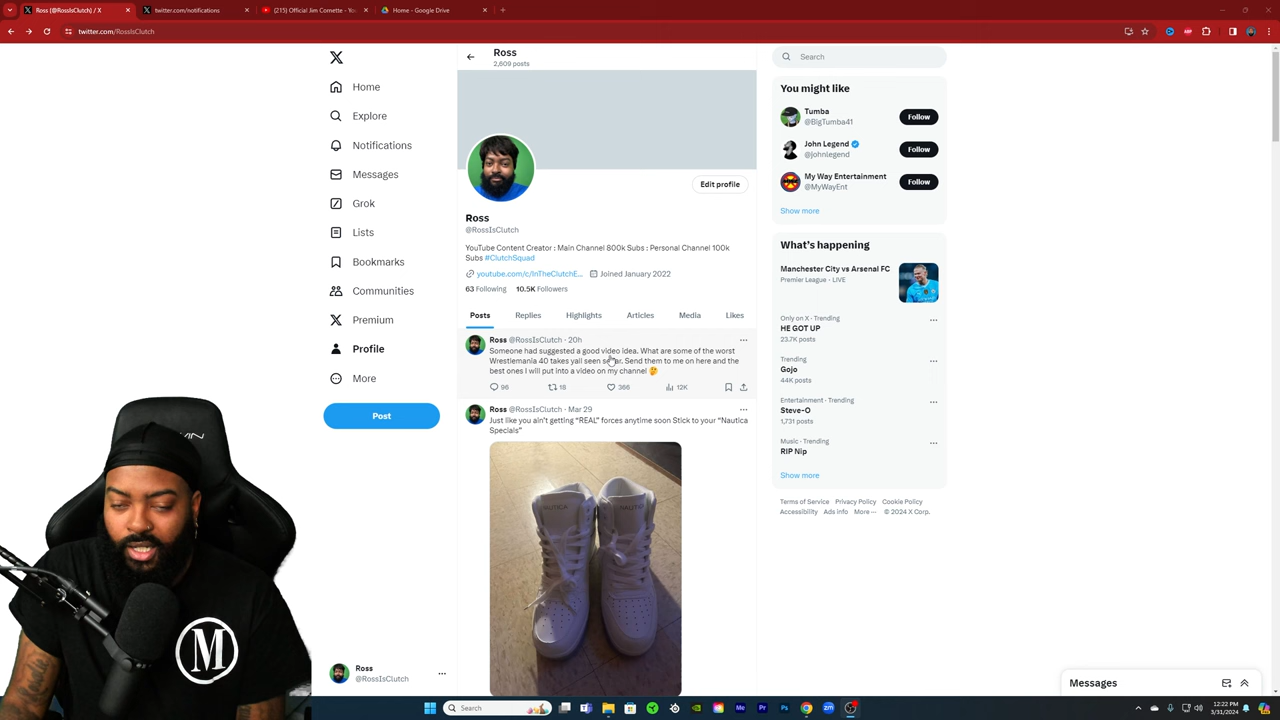 Ross (@RossIsClutch) / X
twitter.com/notifications
(215) Official Jim Cornette - Yo
Home - Google Drive
twitter.com/RossIsClutch
Home
Explore
Notifications
Messages
Grok
Lists
Bookmarks
Communities
Premium
Profile
More
Post
Ross
@RossIsClutch
Ross
2,609 posts
Edit profile
Ross
@RossIsClutch
YouTube Content Creator : Main Channel 800k Subs : Personal Channel 100k
Subs #ClutchSquad
youtube.com/c/InTheClutchE... Joined January 2022
63 Following 10.5K Followers
Posts Replies Highlights Articles Media Likes
Ross @RossIsClutch · 20h
Someone had suggested a good video idea. What are some of the worst
Wrestlemania 40 takes yall seen so far. Send them to me on here and the
best ones I will put into a video on my channel
96 18 366 12K
Ross @RossIsClutch · Mar 29
Just like you ain't getting "REAL" forces anytime soon Stick to your "Nautica
Specials"
NAUTICA
Search
You might like
Tumba
@BigTumba41
Follow
John Legend
@johnlegend
Follow
My Way Entertainment
@MyWayEnt
Follow
Show more
What's happening
Manchester City vs Arsenal FC
Premier League · LIVE
Only on X · Trending
HE GOT UP
23.7K posts
Trending
Gojo
44K posts
Entertainment · Trending
Steve-O
1,731 posts
Music · Trending
RIP Nip
Show more
Terms of Service Privacy Policy Cookie Policy
Accessibility Ads info More ··· © 2024 X Corp.
Messages
M
Search
Me
Pr
Ps
zm
12:22 PM
3/31/2024